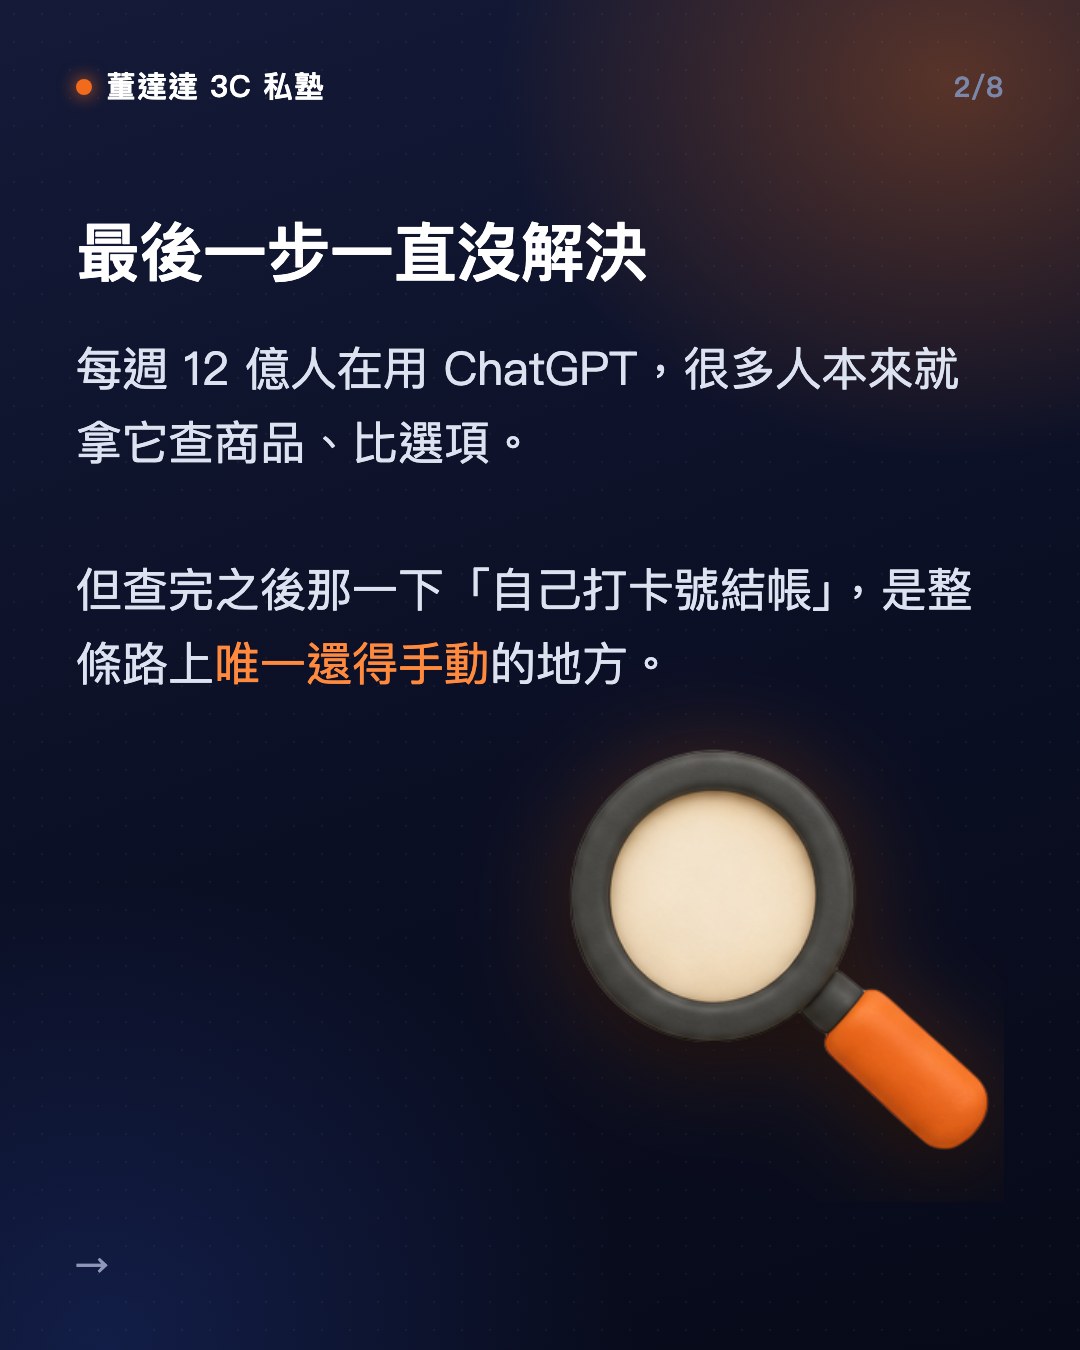 董達達 3C 私塾
2/8
最後一步一直沒解決
每週 12 億人在用 ChatGPT，很多人本來就
拿它查商品、比選項。
但查完之後那一下「自己打卡號結帳」，是整
條路上唯一還得手動的地方。
→